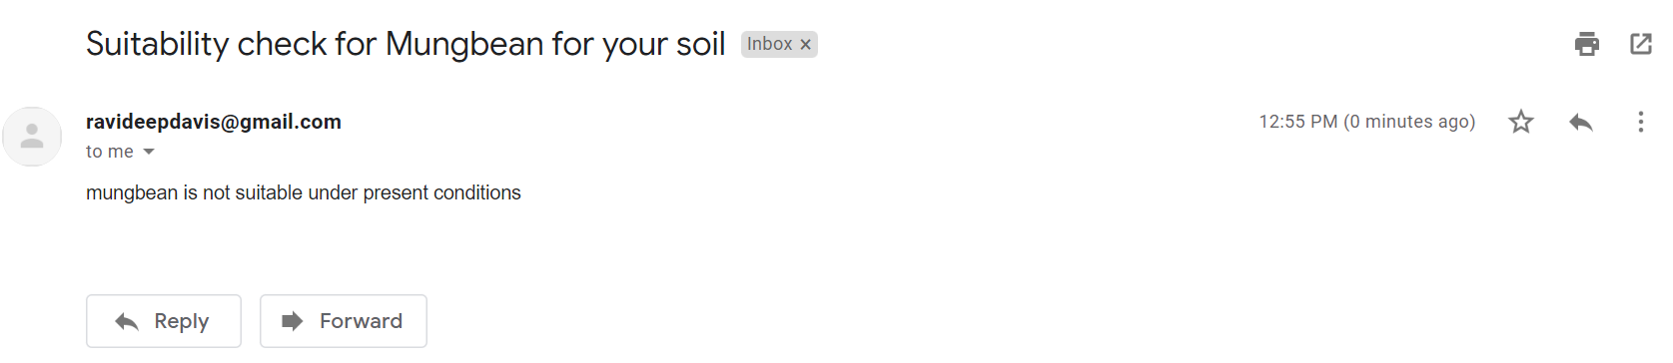 Suitability check for Mungbean for your soil Inbox x
ravideepdavis@gmail.com 12:55 PM (0 minutes ago)
to me
mungbean is not suitable under present conditions
Reply Forward